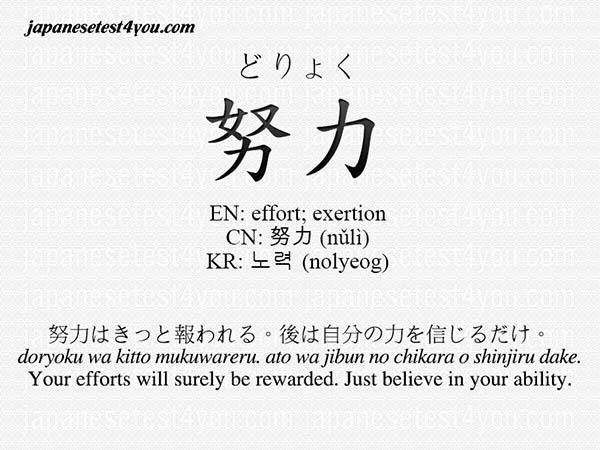 japanesetest4you.com
どりょく
努力
EN: effort; exertion
CN: 努力 (nǔlì)
KR: 노력 (nolyeog)
努力はきっと報われる。後は自分の力を信じるだけ。
doryoku wa kitto mukuwareru. ato wa jibun no chikara o shinjiru dake.
Your efforts will surely be rewarded. Just believe in your ability.